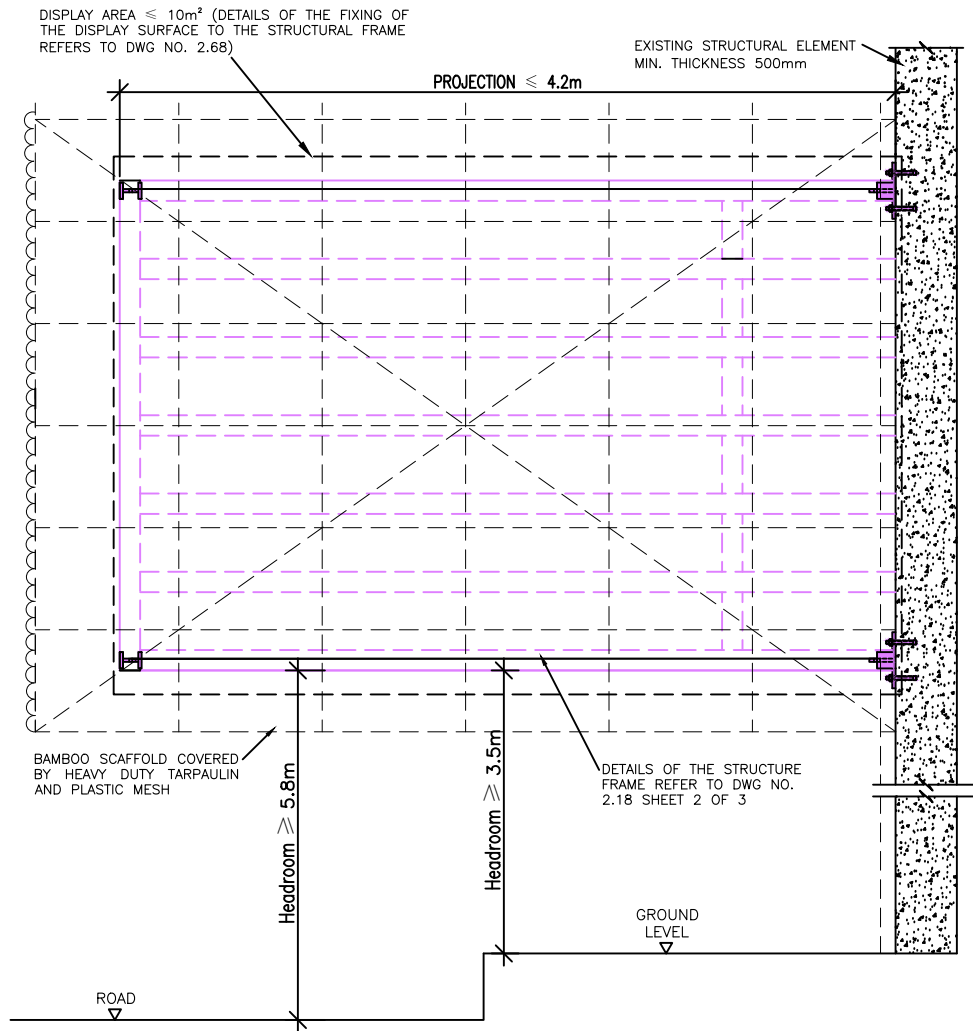 DISPLAY AREA ≤ 10m² (DETAILS OF THE FIXING OF
THE DISPLAY SURFACE TO THE STRUCTURAL FRAME
REFERS TO DWG NO. 2.68)
EXISTING STRUCTURAL ELEMENT
MIN. THICKNESS 500mm
PROJECTION ≤ 4.2m
BAMBOO SCAFFOLD COVERED
BY HEAVY DUTY TARPAULIN
AND PLASTIC MESH
Headroom ≥ 5.8m
Headroom ≥ 3.5m
DETAILS OF THE STRUCTURE
FRAME REFER TO DWG NO.
2.18 SHEET 2 OF 3
GROUND
LEVEL
ROAD